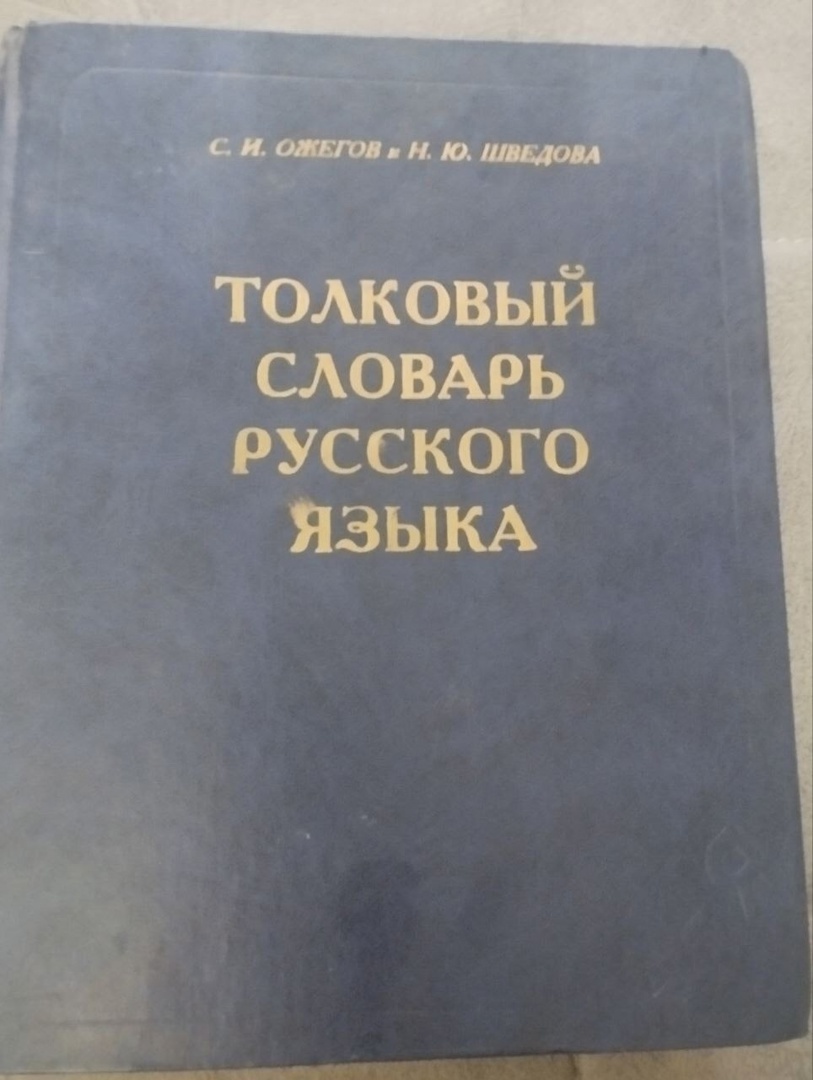 С. И. ОЖЕГОВ и Н. Ю. ШВЕДОВА
ТОЛКОВЫЙ
СЛОВАРЬ
РУССКОГО
ЯЗЫКА